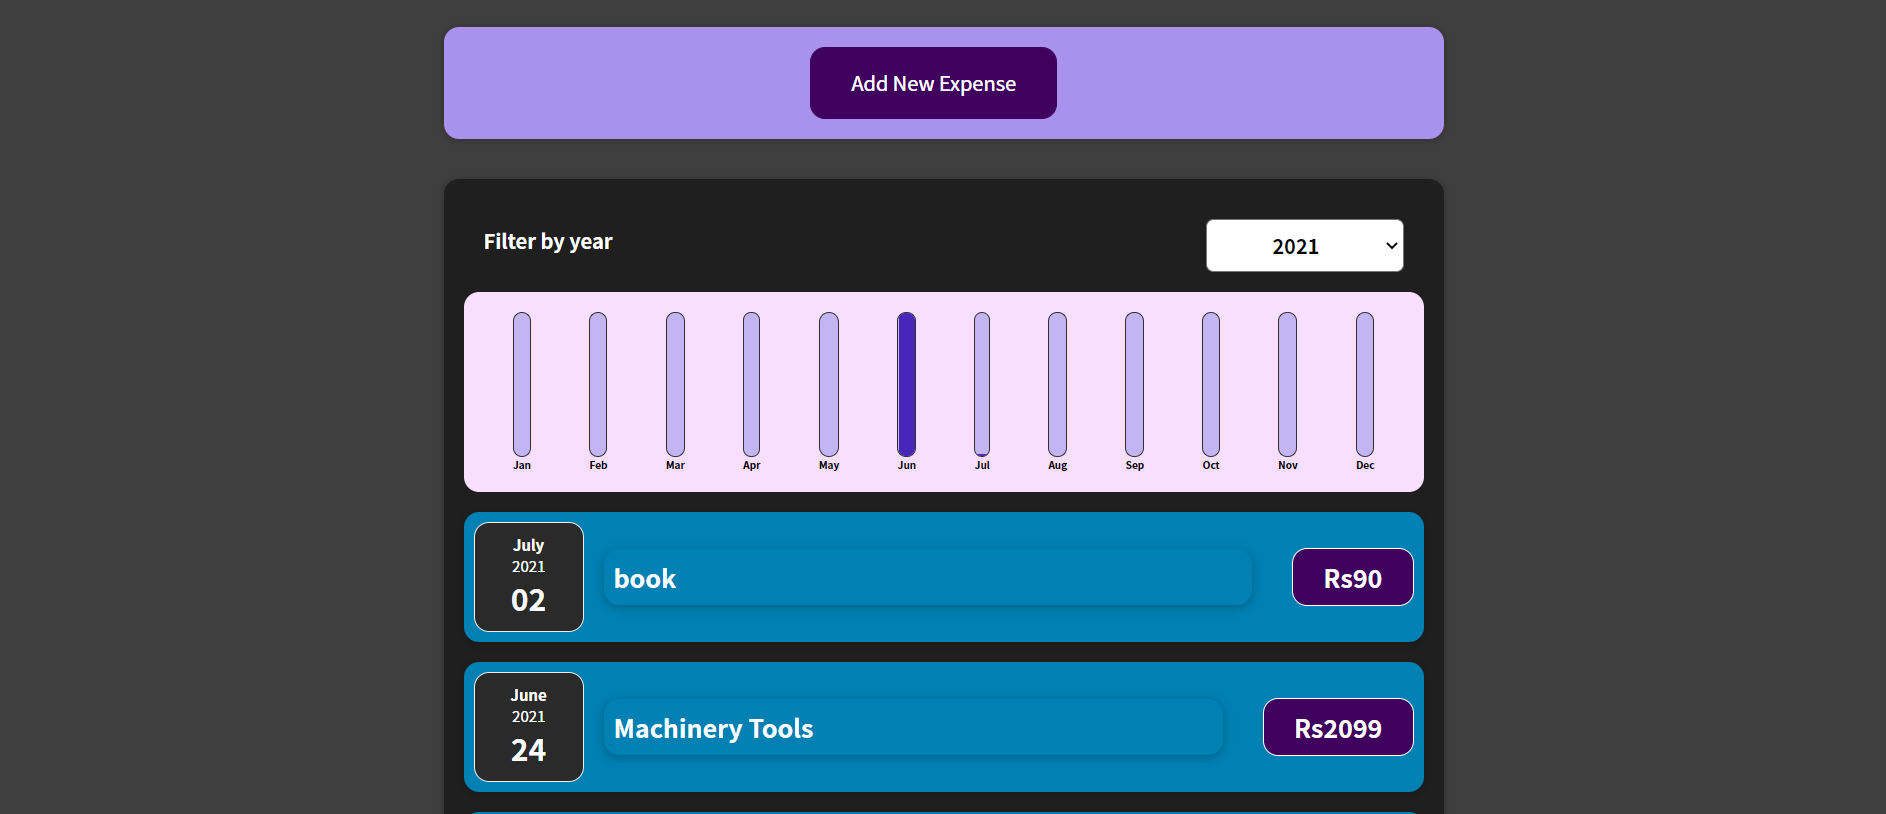 Add New Expense
Filter by year
2021
Jan Feb Mar Apr May Jun Jul Aug Sep Oct Nov Dec
July
2021
02
book
Rs90
June
2021
24
Machinery Tools
Rs2099